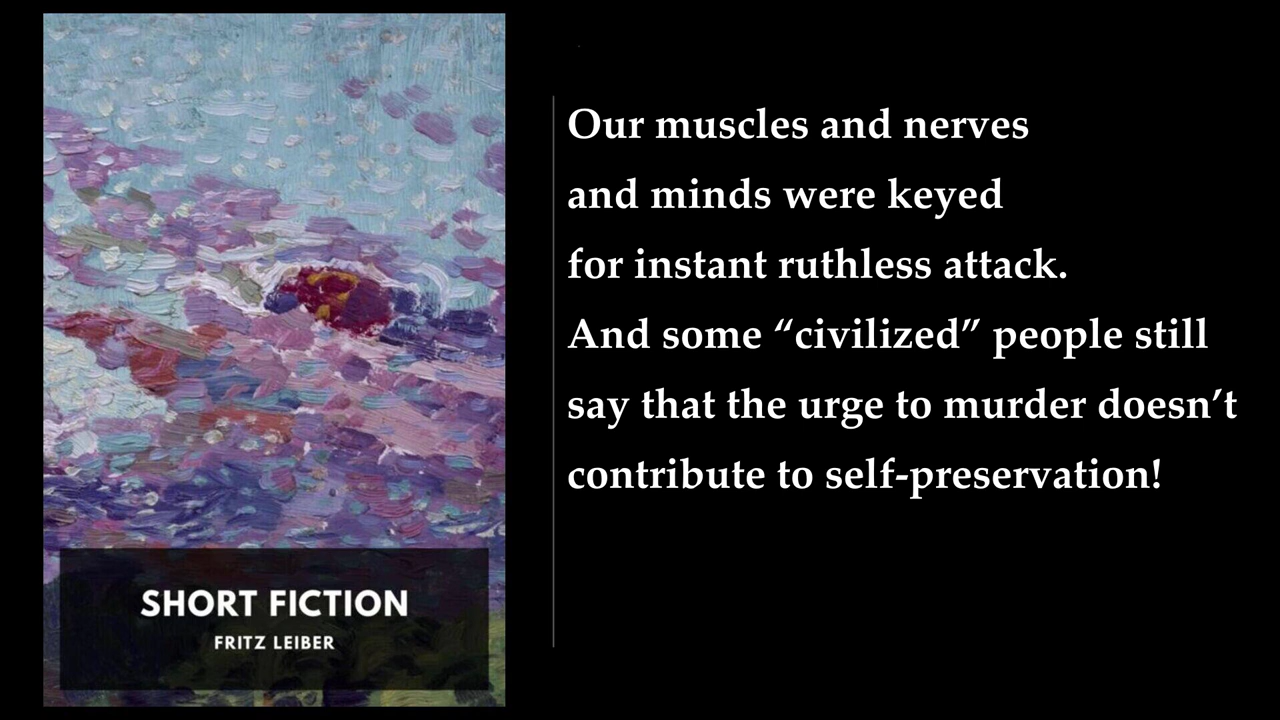 SHORT FICTION
FRITZ LEIBER
Our muscles and nerves
and minds were keyed
for instant ruthless attack.
And some “civilized” people still
say that the urge to murder doesn’t
contribute to self-preservation!